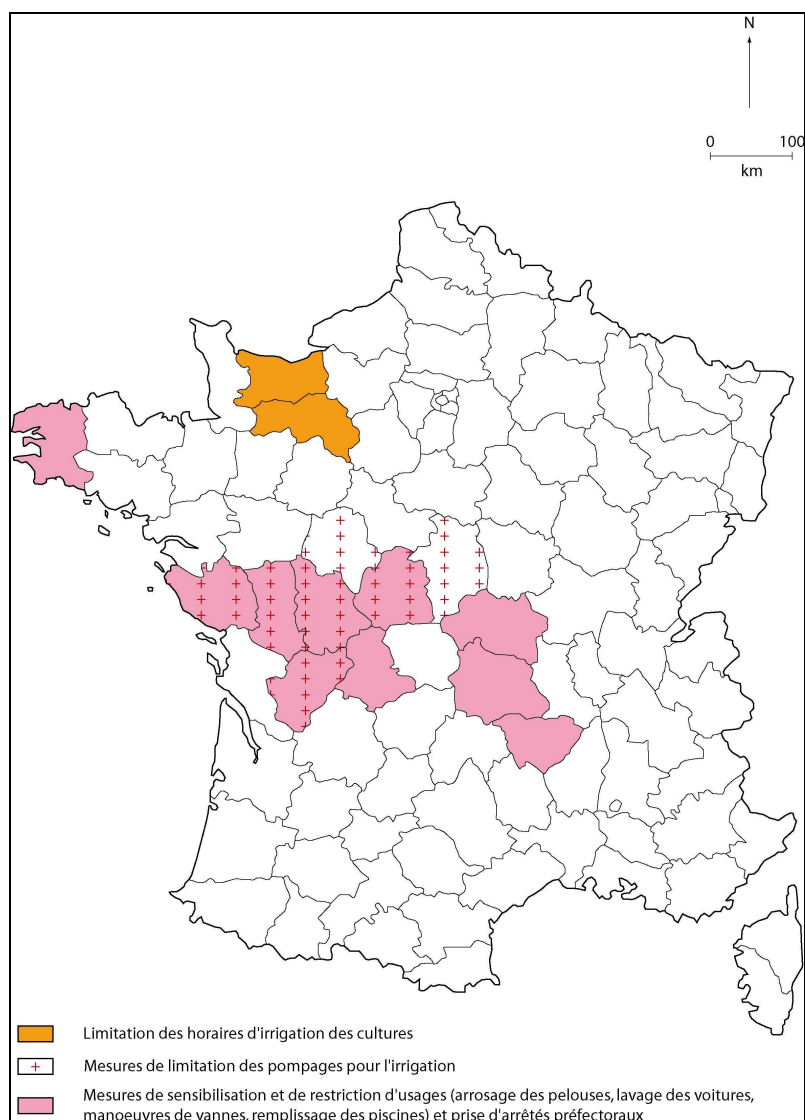 N
0 100
km
Limitation des horaires d'irrigation des cultures
Mesures de limitation des pompages pour l'irrigation
Mesures de sensibilisation et de restriction d'usages (arrosage des pelouses, lavage des voitures,
manoeuvres de vannes, remplissage des piscines) et prise d'arrêtés préfectoraux